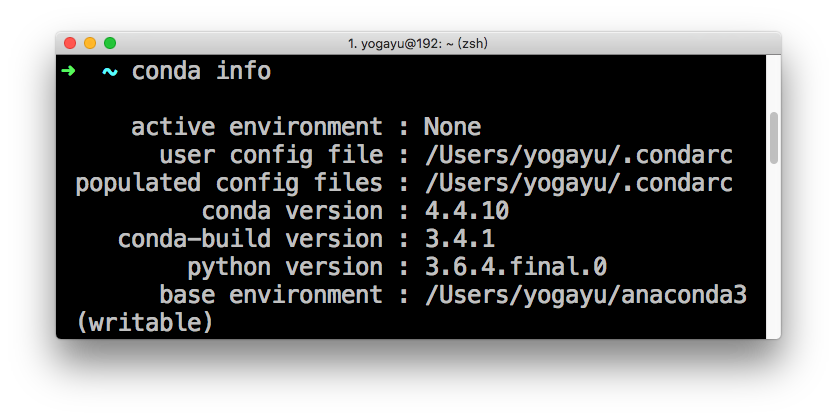 1. yogayu@192: ~ (zsh)
➜ ~ conda info
active environment : None
user config file : /Users/yogayu/.condarc
populated config files : /Users/yogayu/.condarc
conda version : 4.4.10
conda-build version : 3.4.1
python version : 3.6.4.final.0
base environment : /Users/yogayu/anaconda3
(writable)